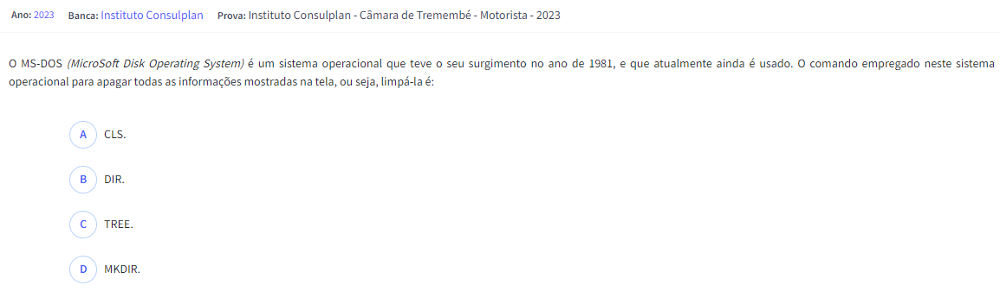 Ano: 2023 Banca: Instituto Consulplan Prova: Instituto Consulplan - Câmara de Tremembé - Motorista - 2023
O MS-DOS (MicroSoft Disk Operating System) é um sistema operacional que teve o seu surgimento no ano de 1981, e que atualmente ainda é usado. O comando empregado neste sistema
operacional para apagar todas as informações mostradas na tela, ou seja, limpá-la é:
A CLS.
B DIR.
C TREE.
D MKDIR.